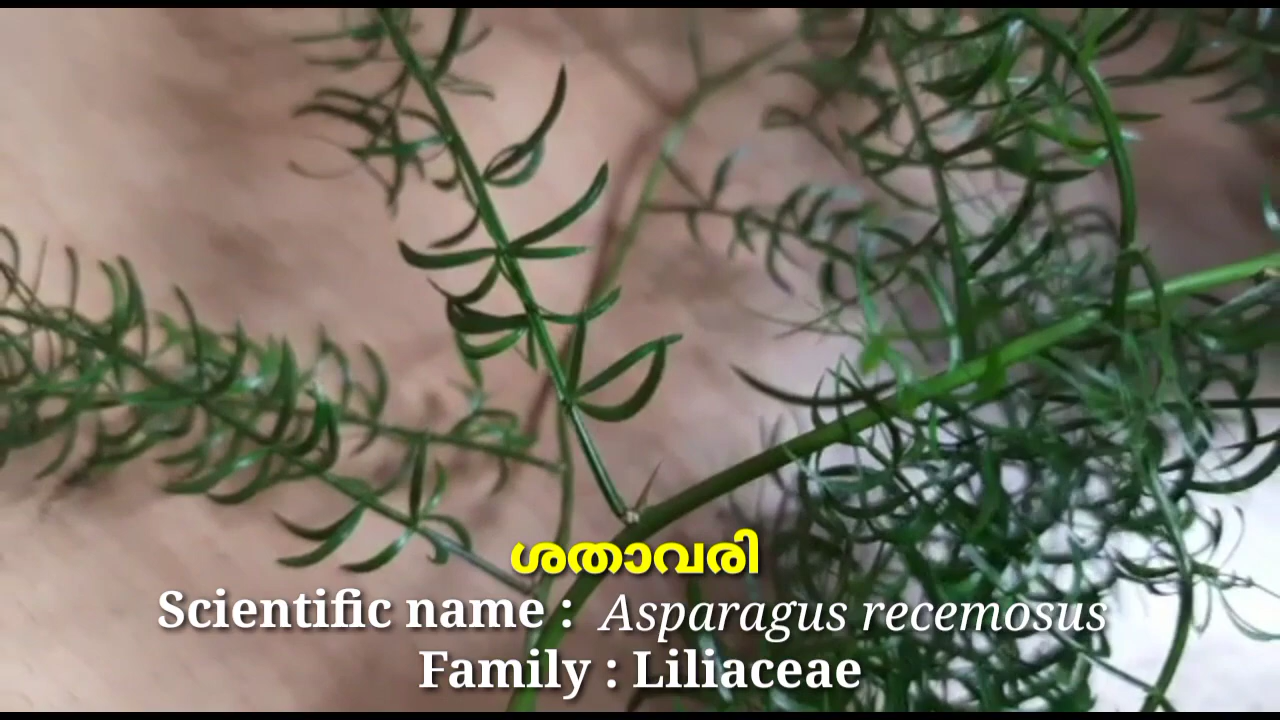 ശതാവരി
Scientific name : Asparagus recemosus
Family : Liliaceae